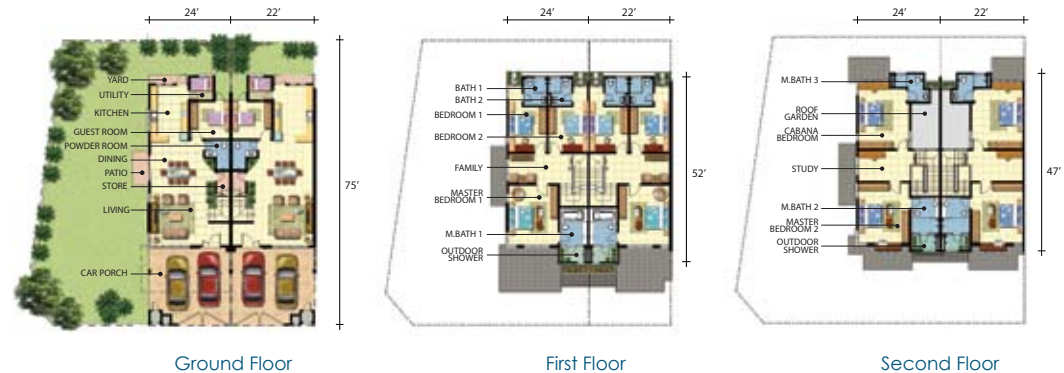 24’
22’
YARD
UTILITY
KITCHEN
GUEST ROOM
POWDER ROOM
DINING
PATIO
STORE
LIVING
CAR PORCH
75’
Ground Floor
24’
22’
BATH 1
BATH 2
BEDROOM 1
BEDROOM 2
FAMILY
MASTER
BEDROOM 1
M.BATH 1
OUTDOOR
SHOWER
52’
First Floor
24’
22’
M.BATH 3
ROOF
GARDEN
CABANA
BEDROOM
STUDY
M.BATH 2
MASTER
BEDROOM 2
OUTDOOR
SHOWER
47’
Second Floor